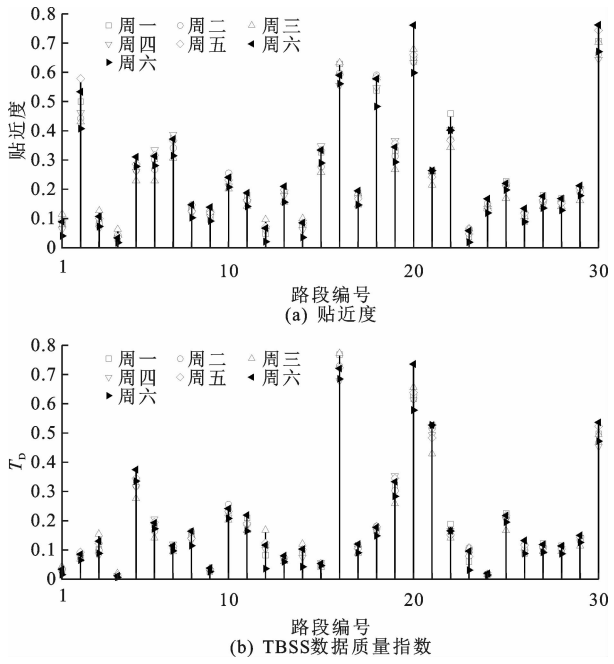 0.8
0.7
0.6
0.5
0.4
0.3
0.2
0.1
0
贴近度
周一 周二 周三
周四 周五 周六
周六
1 10 20 30
路段编号
(a) 贴近度
0.8
0.7
0.6
0.5
0.4
0.3
0.2
0.1
0
T_D
周一 周二 周三
周四 周五 周六
周六
1 10 20 30
路段编号
(b) TBSS数据质量指数